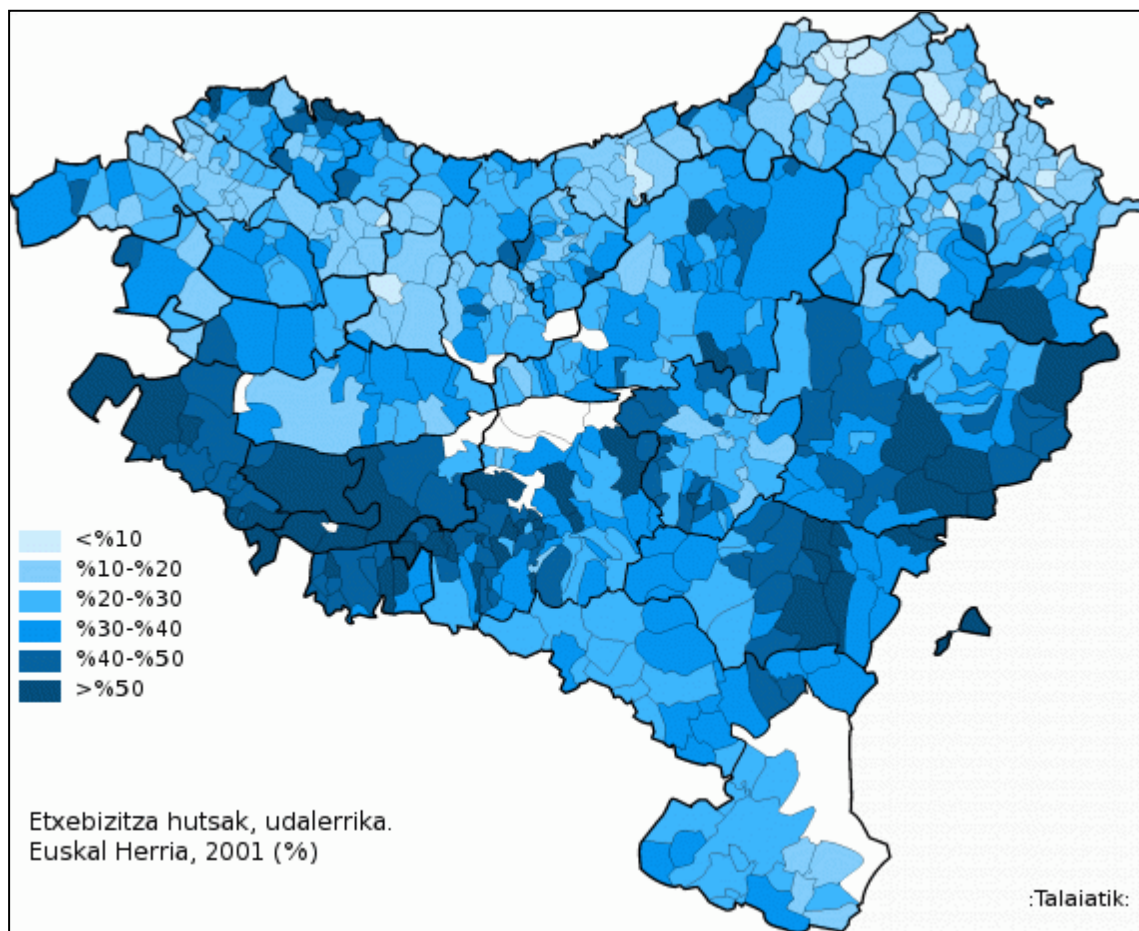 <%10
%10-%20
%20-%30
%30-%40
%40-%50
>%50
Etxebizitza hutsak, udalerrika.
Euskal Herria, 2001 (%)
:Talaiatik: